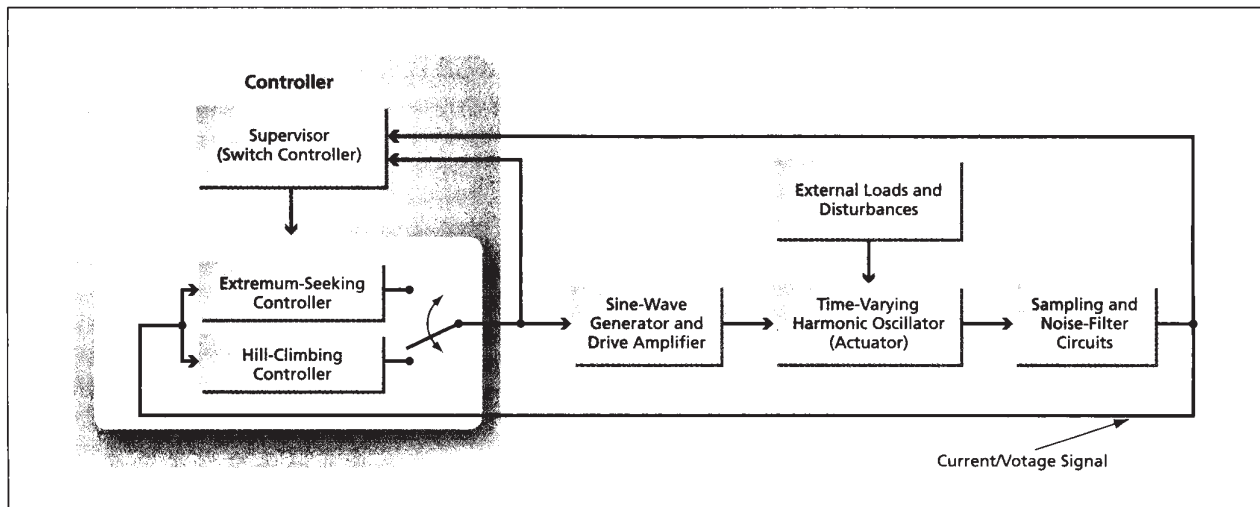 Controller
Supervisor
(Switch Controller)
External Loads and
Disturbances
Extremum-Seeking
Controller
Hill-Climbing
Controller
Sine-Wave
Generator and
Drive Amplifier
Time-Varying
Harmonic Oscillator
(Actuator)
Sampling and
Noise-Filter
Circuits
Current/Votage Signal